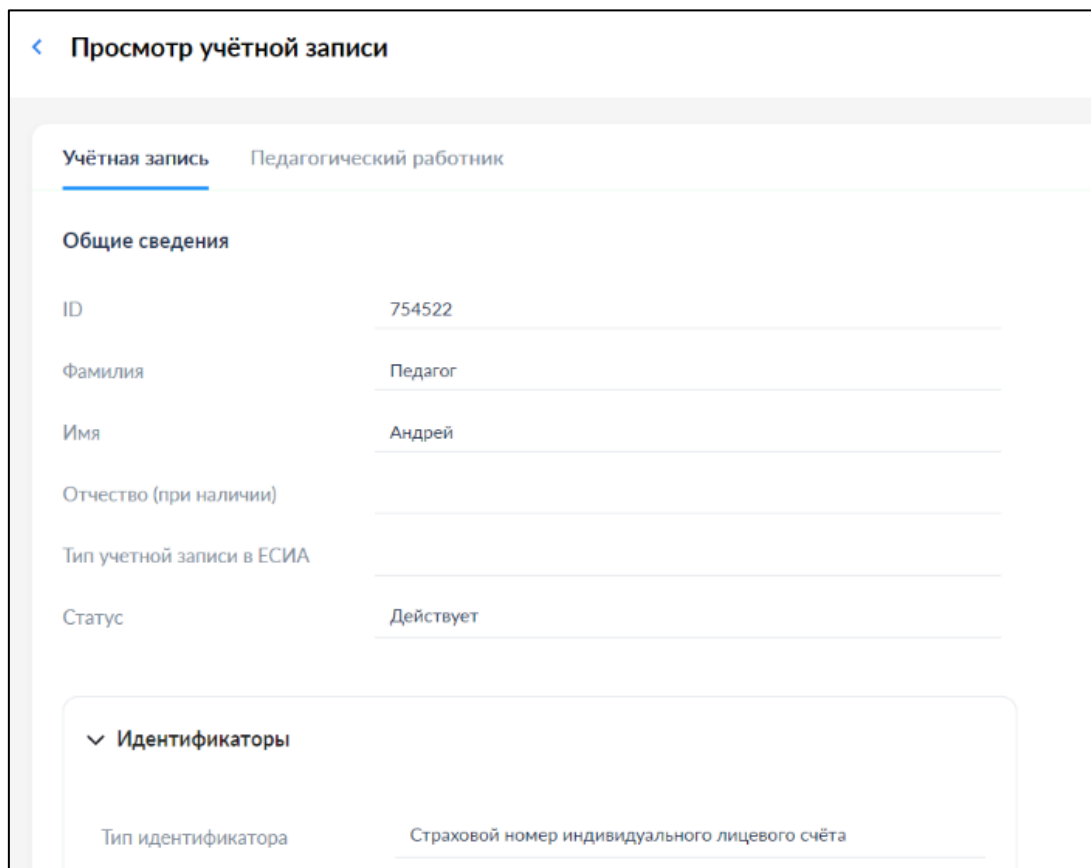 Просмотр учётной записи
Учётная запись Педагогический работник
Общие сведения
ID 754522
Фамилия Педагог
Имя Андрей
Отчество (при наличии)
Тип учетной записи в ЕСИА
Статус Действует
Идентификаторы
Тип идентификатора Страховой номер индивидуального лицевого счёта